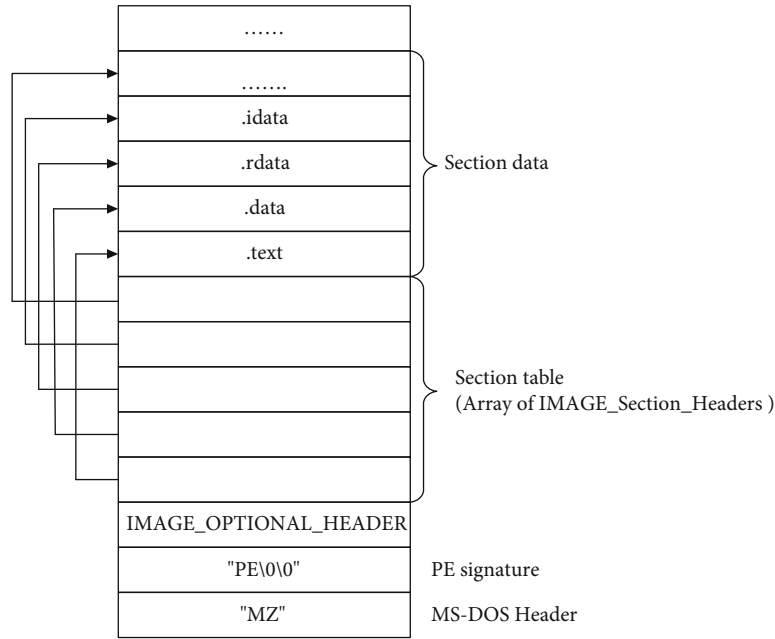 ......
.......
.idata
.rdata
.data
.text
Section data
Section table
(Array of IMAGE_Section_Headers )
IMAGE_OPTIONAL_HEADER
"PE\0\0"
PE signature
"MZ"
MS-DOS Header